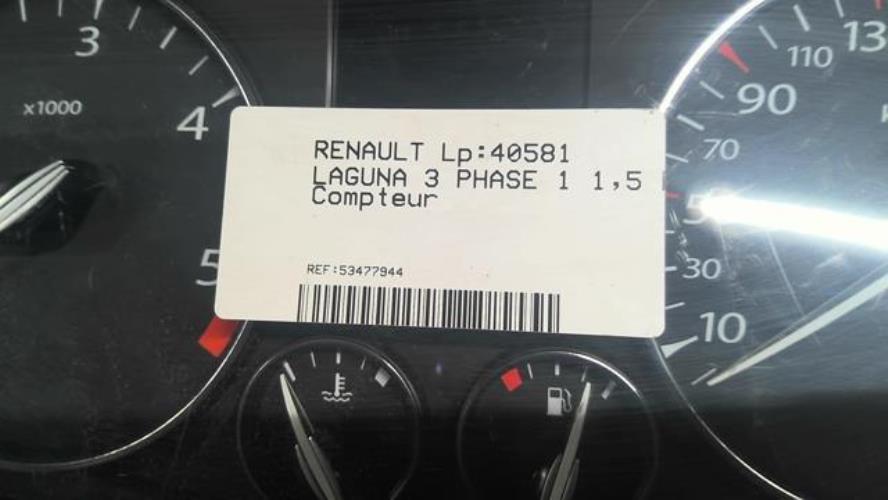 3
x1000
4
5
RENAULT Lp:40581
LAGUNA 3 PHASE 1 1,5
Compteur
REF:53477944
110
90
70
30
10